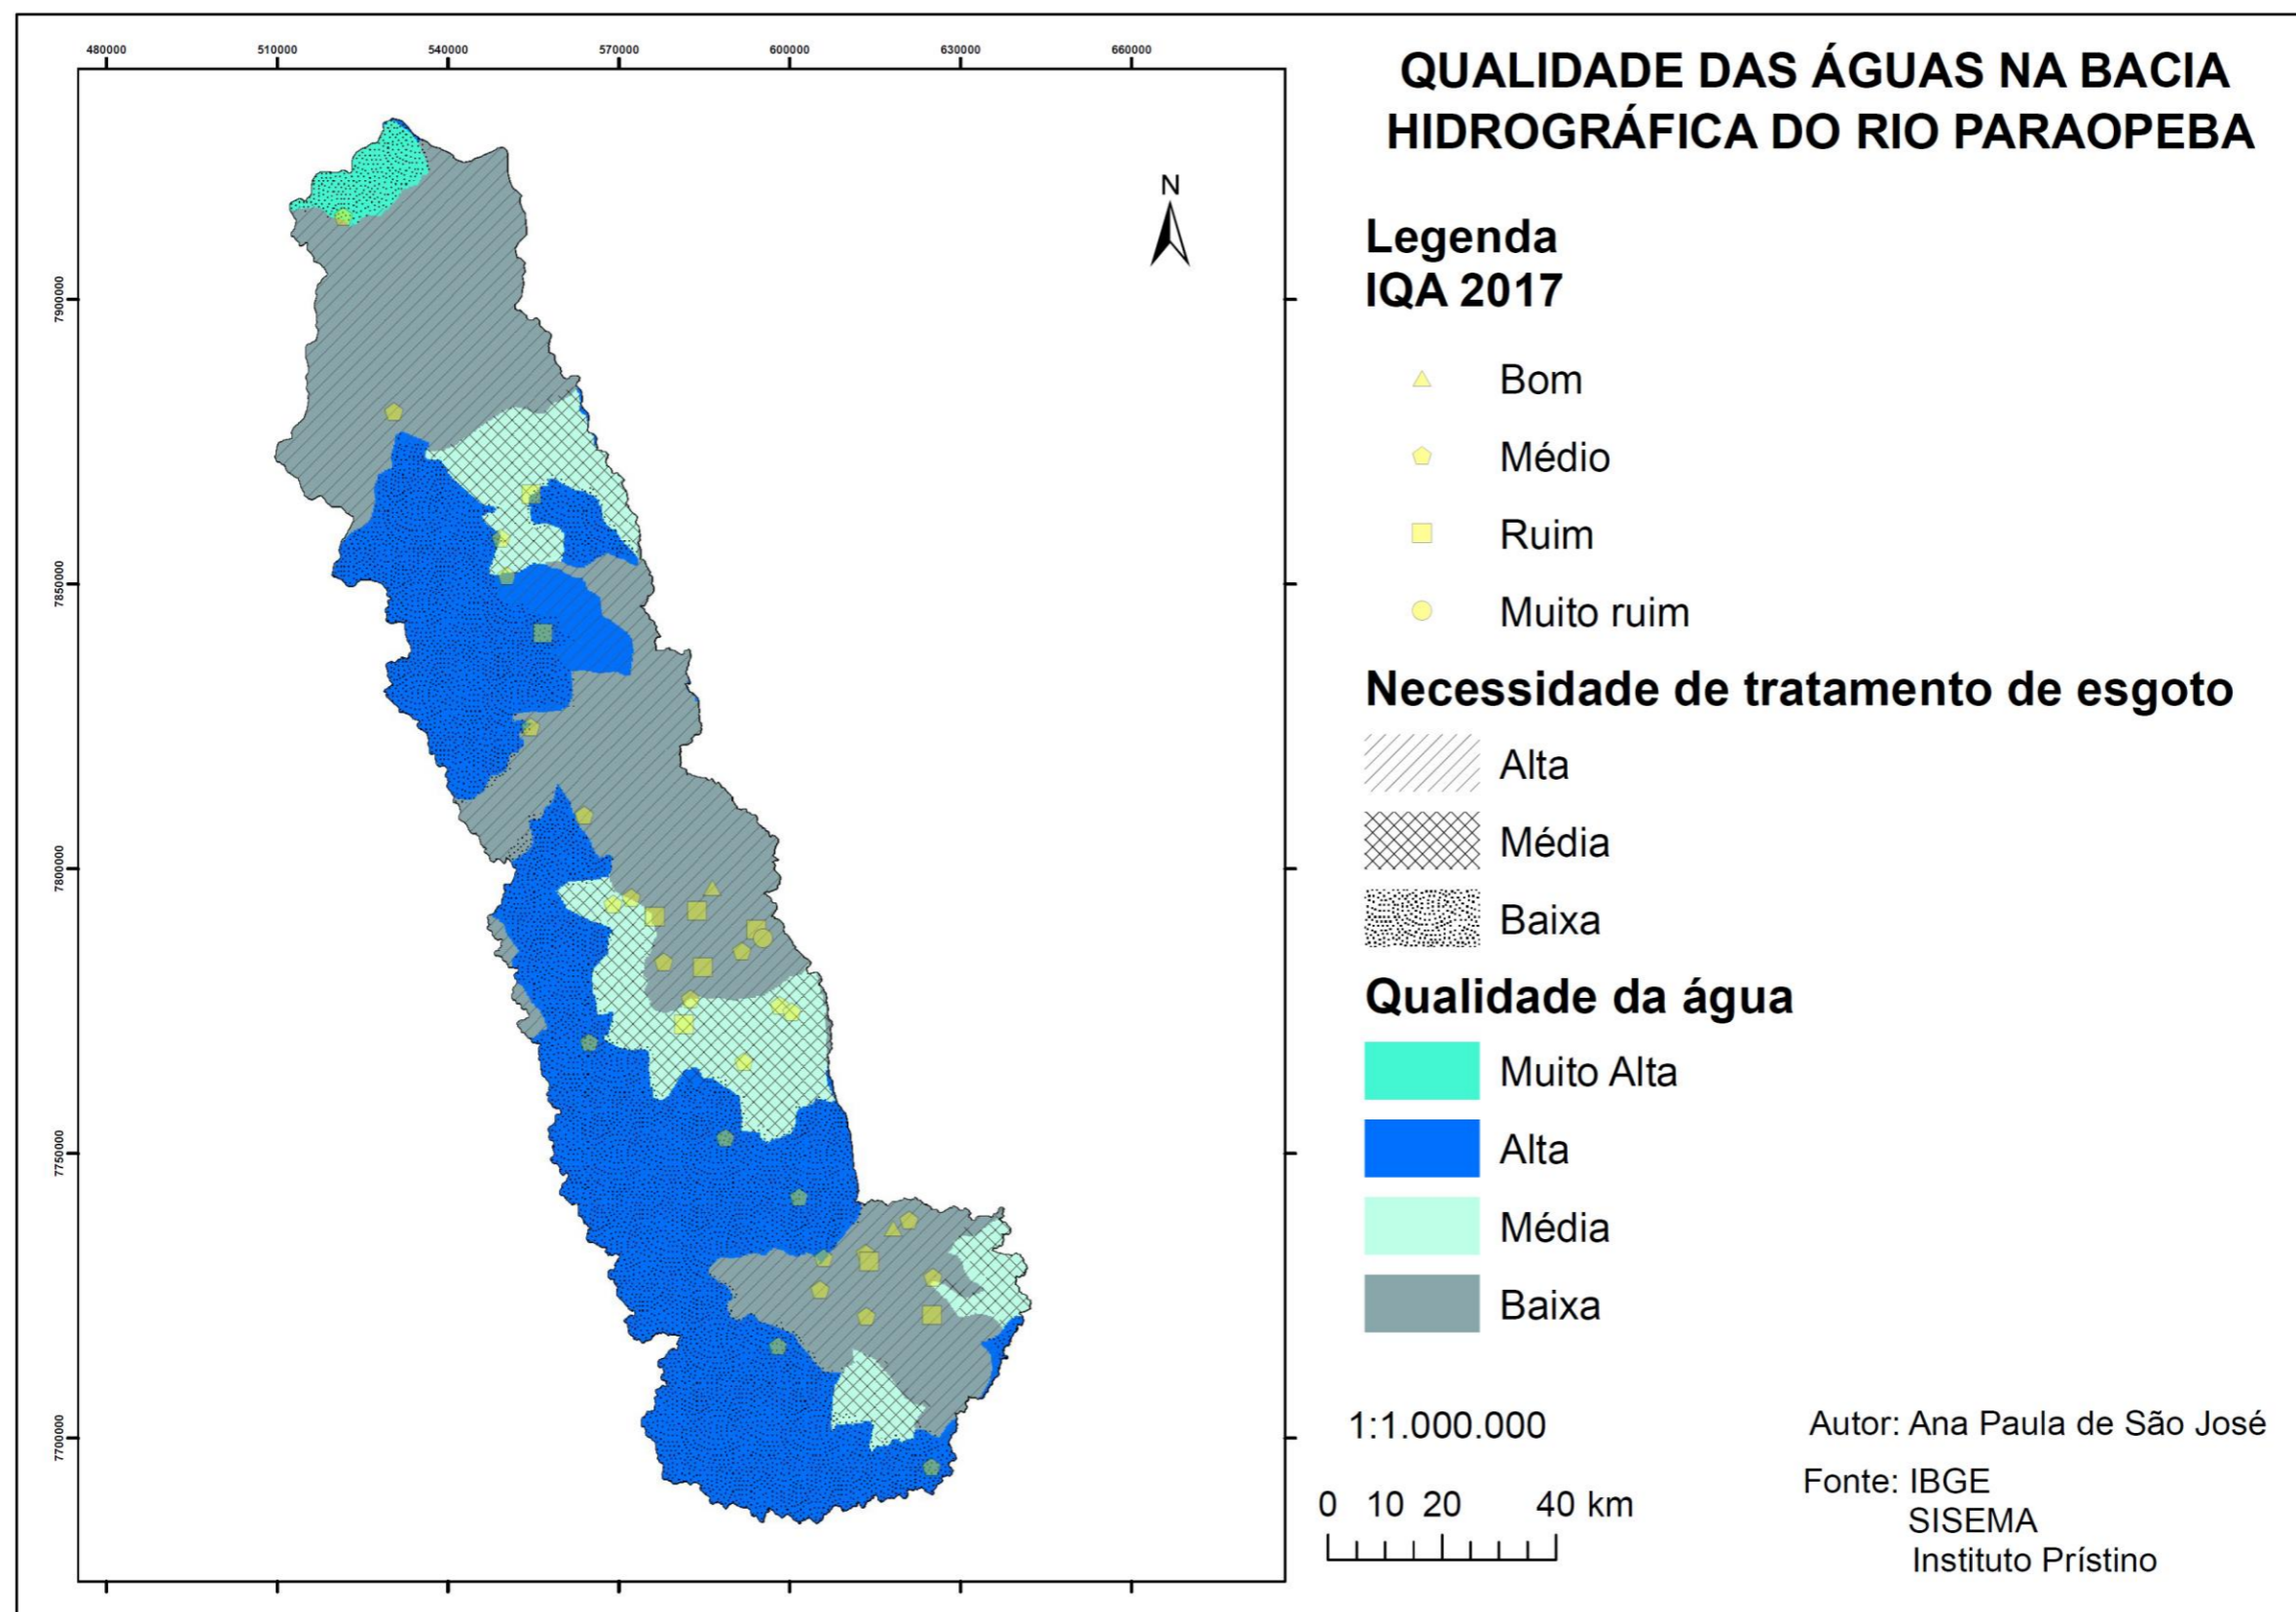 480000 510000 540000 570000 600000 630000 660000
QUALIDADE DAS ÁGUAS NA BACIA
HIDROGRÁFICA DO RIO PARAOPEBA
N
7900000
7850000
7800000
7750000
7700000
Legenda
IQA 2017
Bom
Médio
Ruim
Muito ruim
Necessidade de tratamento de esgoto
Alta
Média
Baixa
Qualidade da água
Muito Alta
Alta
Média
Baixa
1:1.000.000
0 10 20 40 km
Autor: Ana Paula de São José
Fonte: IBGE
SISEMA
Instituto Prístino